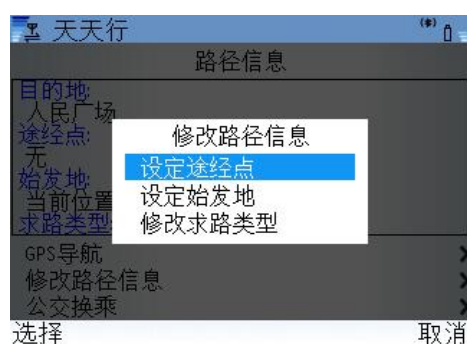 天天行
路径信息
目的地:
人民广场
途经点:
无
始发地:
当前位置
求路类型
修改路径信息
设定途经点
设定始发地
修改求路类型
GPS导航
修改路径信息
公交换乘
选择
取消